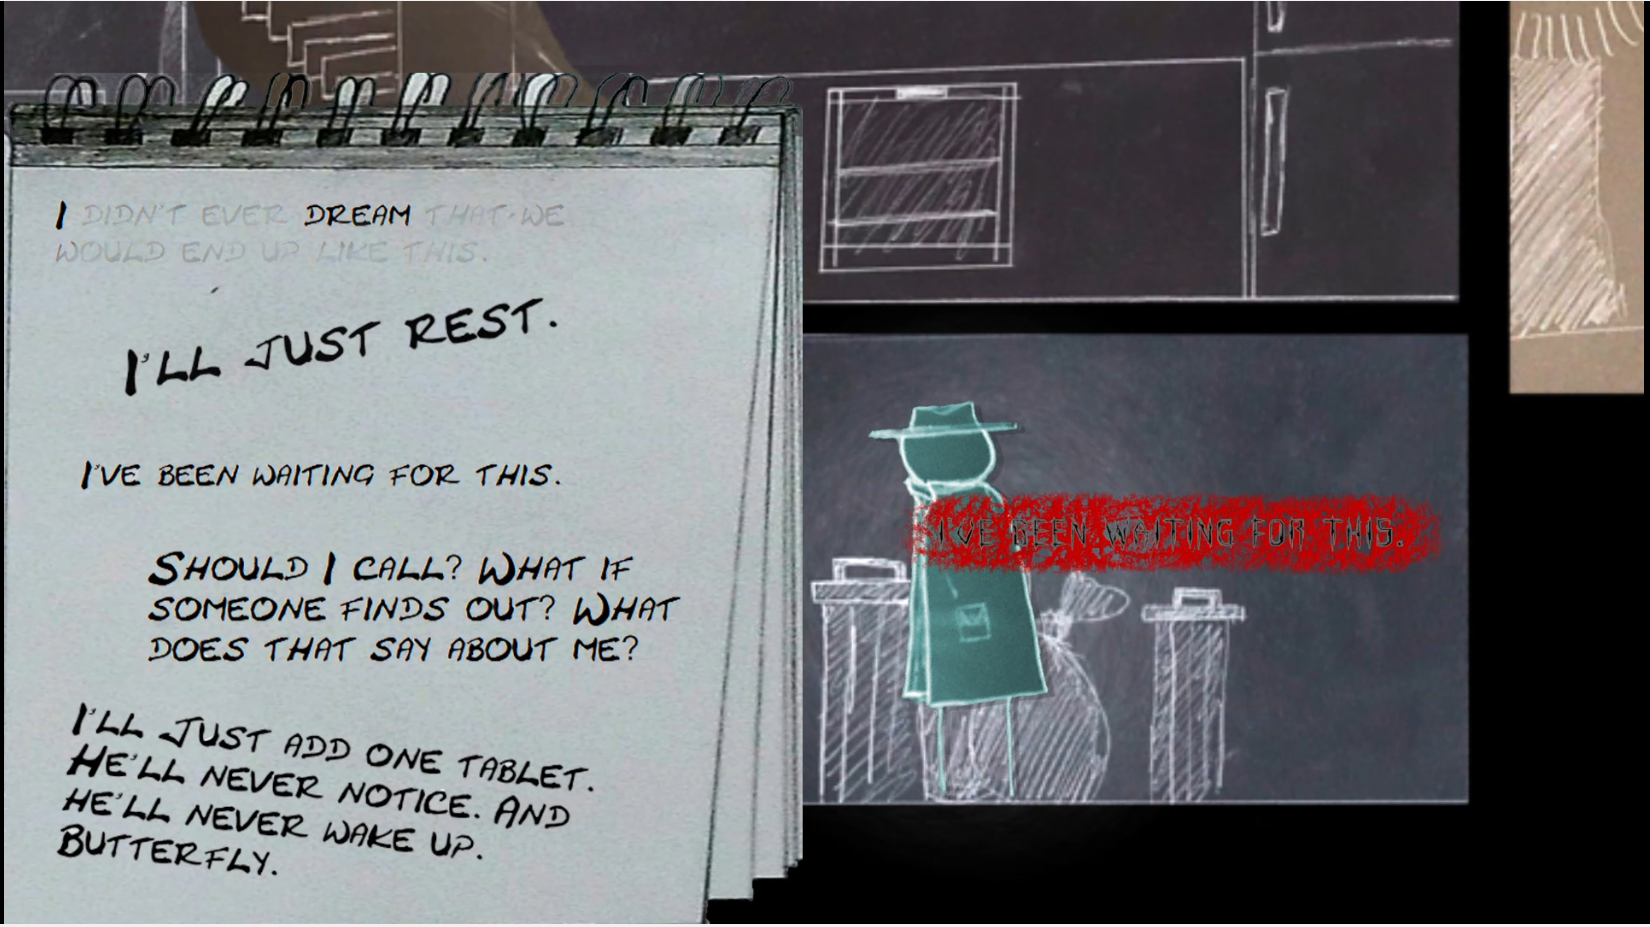 I DIDN'T EVER DREAM THAT WE
WOULD END UP LIKE THIS.
I'LL JUST REST.
I'VE BEEN WAITING FOR THIS.
SHOULD I CALL? WHAT IF
SOMEONE FINDS OUT? WHAT
DOES THAT SAY ABOUT ME?
I'LL JUST ADD ONE TABLET.
HE'LL NEVER NOTICE. AND
HE'LL NEVER WAKE UP.
BUTTERFLY.
I'VE BEEN WAITING FOR THIS.